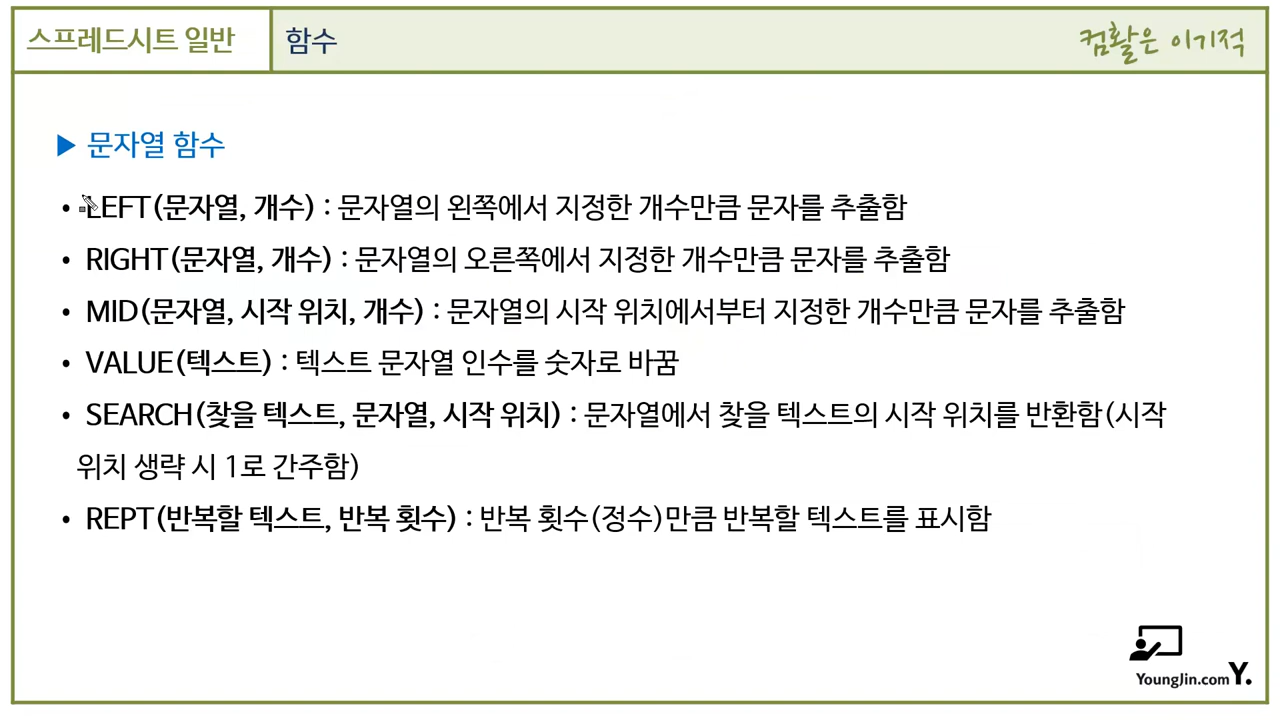 스프레드시트 일반
함수
컴활은 이기적
▶ 문자열 함수
• LEFT(문자열, 개수) : 문자열의 왼쪽에서 지정한 개수만큼 문자를 추출함
• RIGHT(문자열, 개수) : 문자열의 오른쪽에서 지정한 개수만큼 문자를 추출함
• MID(문자열, 시작 위치, 개수) : 문자열의 시작 위치에서부터 지정한 개수만큼 문자를 추출함
• VALUE(텍스트) : 텍스트 문자열 인수를 숫자로 바꿈
• SEARCH(찾을 텍스트, 문자열, 시작 위치) : 문자열에서 찾을 텍스트의 시작 위치를 반환함(시작
위치 생략 시 1로 간주함)
• REPT(반복할 텍스트, 반복 횟수) : 반복 횟수(정수)만큼 반복할 텍스트를 표시함
YoungJin.com Y.